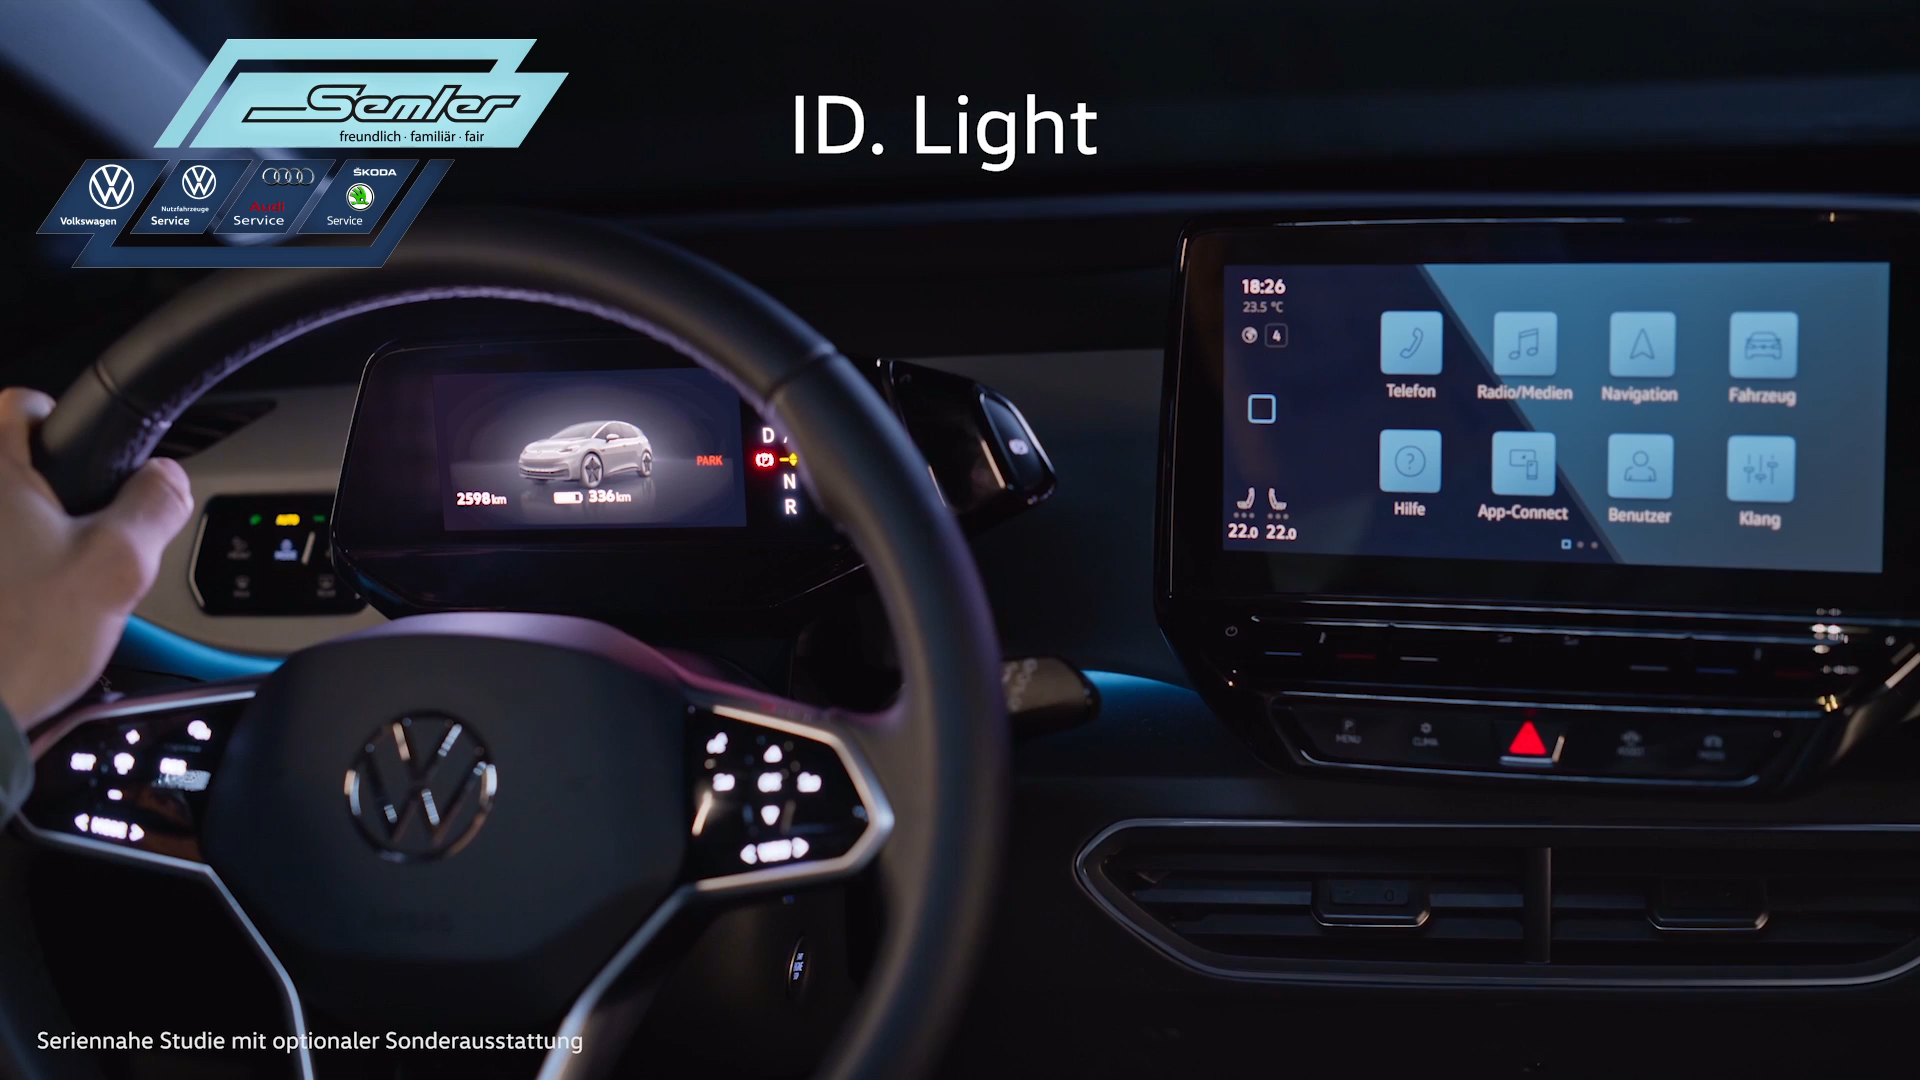 Semler
freundlich · familiär · fair
Volkswagen
Nutzfahrzeuge
Service
Audi
Service
ŠKODA
Service
ID. Light
18:26
23.5 °C
4
Telefon
Radio/Medien
Navigation
Fahrzeug
Hilfe
App-Connect
Benutzer
Klang
22.0 22.0
D
PARK
N
R
2598 km
336 km
MENU
CLIMA
Seriennahe Studie mit optionaler Sonderausstattung